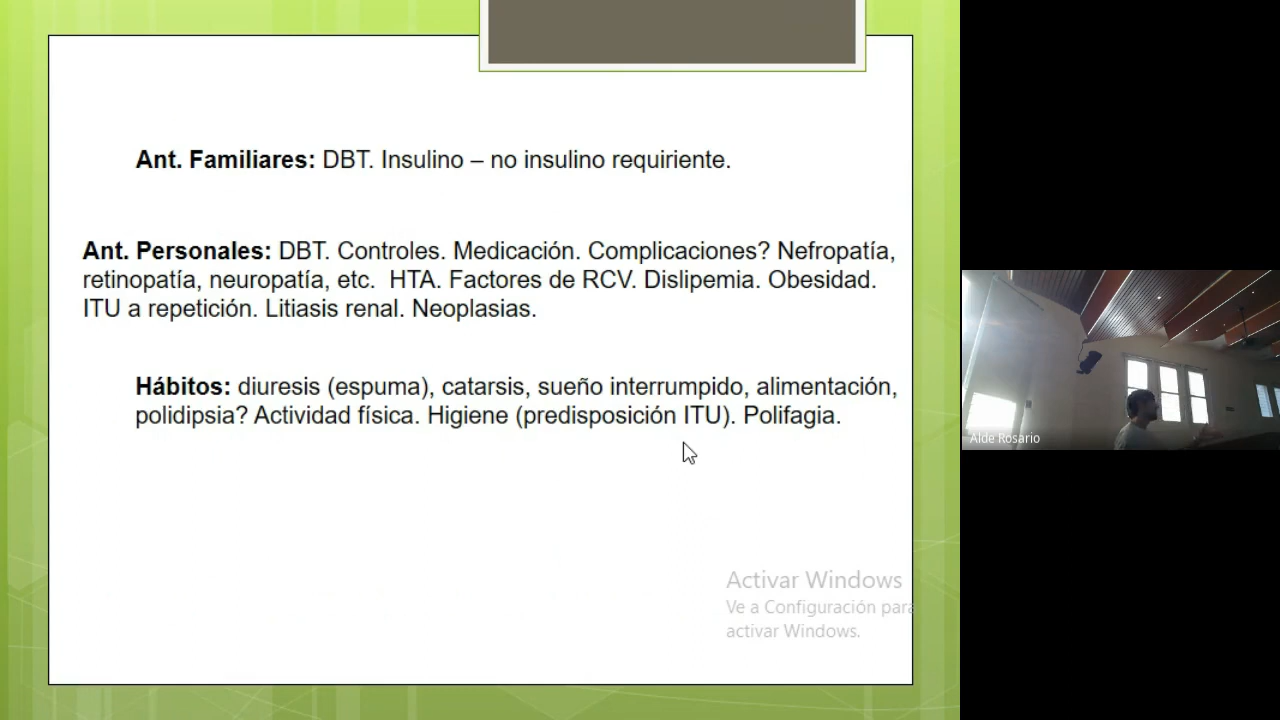 Ant. Familiares: DBT. Insulino – no insulino requiriente.
Ant. Personales: DBT. Controles. Medicación. Complicaciones? Nefropatía,
retinopatía, neuropatía, etc.  HTA. Factores de RCV. Dislipemia. Obesidad.
ITU a repetición. Litiasis renal. Neoplasias.
Hábitos: diuresis (espuma), catarsis, sueño interrumpido, alimentación,
polidipsia? Actividad física. Higiene (predisposición ITU). Polifagia.
Alde Rosario
Activar Windows
Ve a Configuración para
activar Windows.